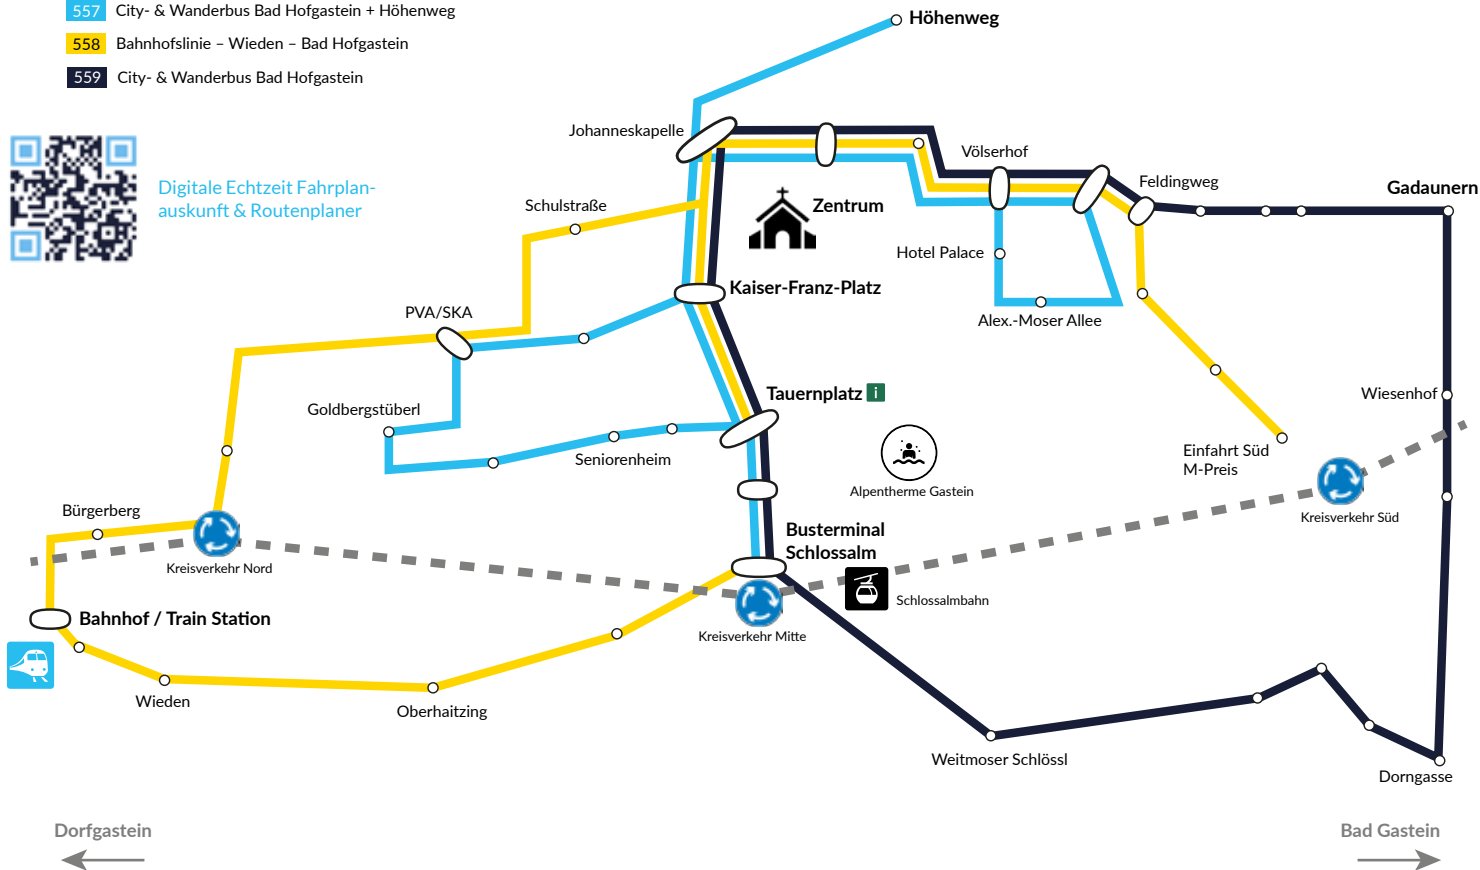 557 City- & Wanderbus Bad Hofgastein + Höhenweg
558 Bahnhofslinie – Wieden – Bad Hofgastein
559 City- & Wanderbus Bad Hofgastein
Digitale Echtzeit Fahrplan-
auskunft & Routenplaner
Höhenweg
Johanneskapelle
Völserhof
Feldingweg
Gadaunern
Schulstraße
Zentrum
Hotel Palace
Kaiser-Franz-Platz
PVA/SKA
Alex.-Moser Allee
Tauernplatz i
Wiesenhof
Goldbergstüberl
Seniorenheim
Einfahrt Süd
M-Preis
Alpentherme Gastein
Bürgerberg
Kreisverkehr Süd
Busterminal
Schlossalm
Kreisverkehr Nord
Schlossalmbahn
Bahnhof / Train Station
Kreisverkehr Mitte
Wieden
Oberhaitzing
Weitmoser Schlössl
Dorngasse
Dorfgastein
Bad Gastein